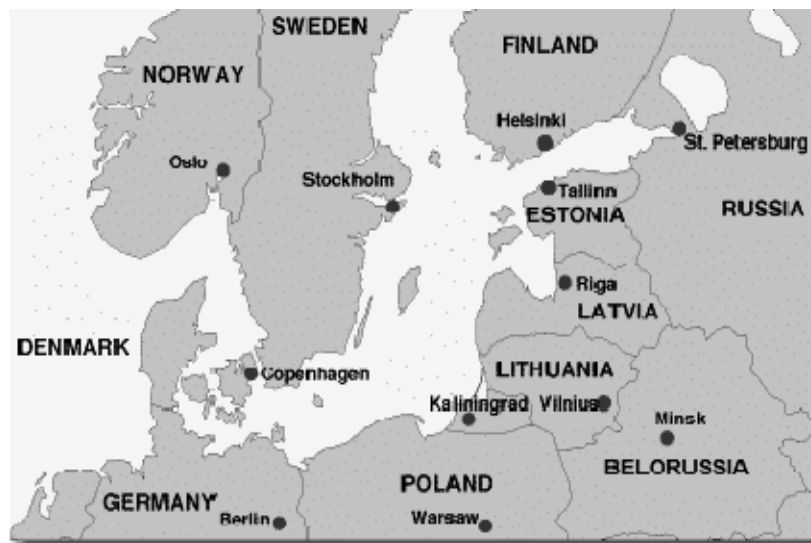 SWEDEN
NORWAY
FINLAND
Helsinki
St. Petersburg
Oslo
Stockholm
Tallinn
ESTONIA
RUSSIA
Riga
LATVIA
DENMARK
LITHUANIA
Copenhagen
Kaliningrad
Vilnius
Minsk
BELORUSSIA
POLAND
GERMANY
Berlin
Warsaw